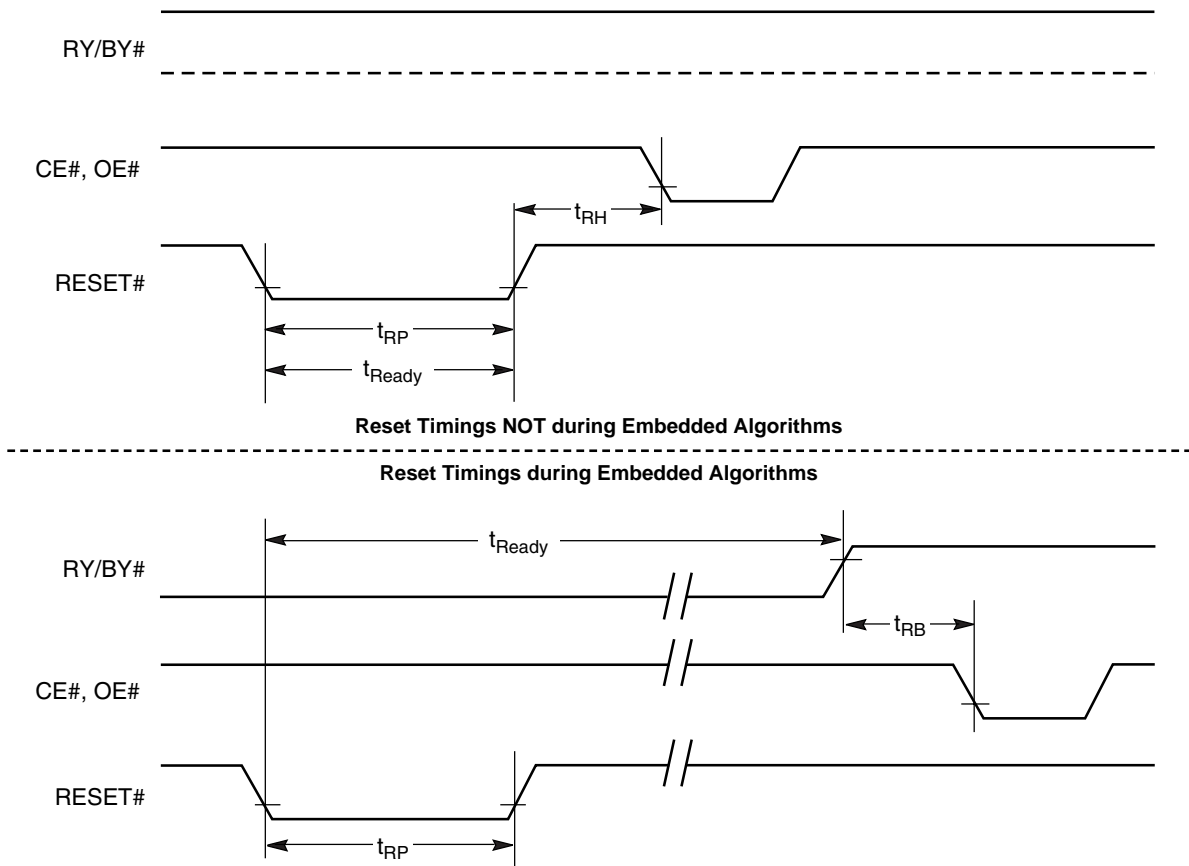 RY/BY#
CE#, OE#
tRH
RESET#
tRP
tReady
Reset Timings NOT during Embedded Algorithms
Reset Timings during Embedded Algorithms
tReady
RY/BY#
tRB
CE#, OE#
RESET#
tRP